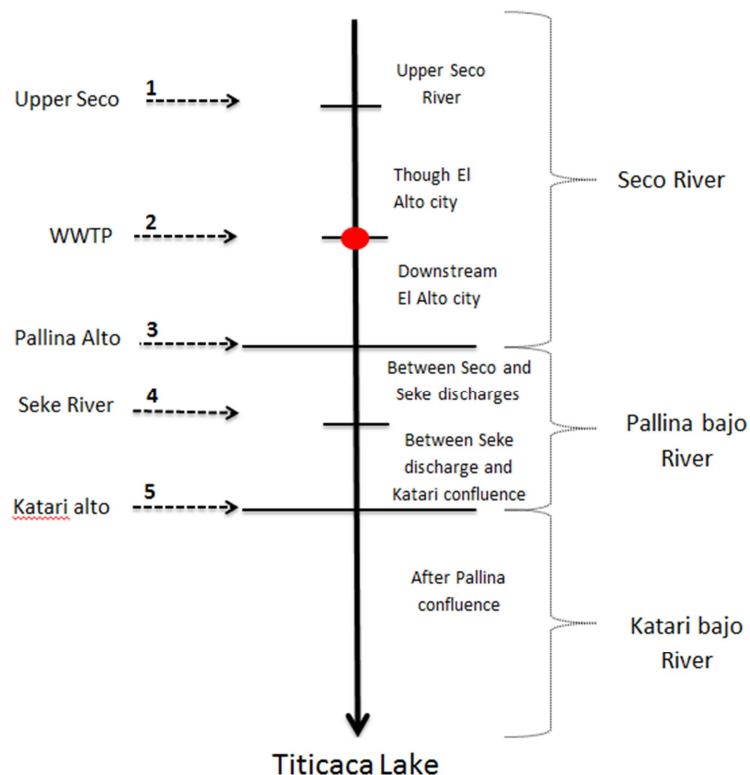 Upper Seco
1
Upper Seco
River
Though El
Alto city
Seco River
WWTP
2
Downstream
El Alto city
Pallina Alto
3
Between Seco and
Seke discharges
Seke River
4
Pallina bajo
River
Between Seke
discharge and
Katari confluence
Katari alto
5
After Pallina
confluence
Katari bajo
River
Titicaca Lake